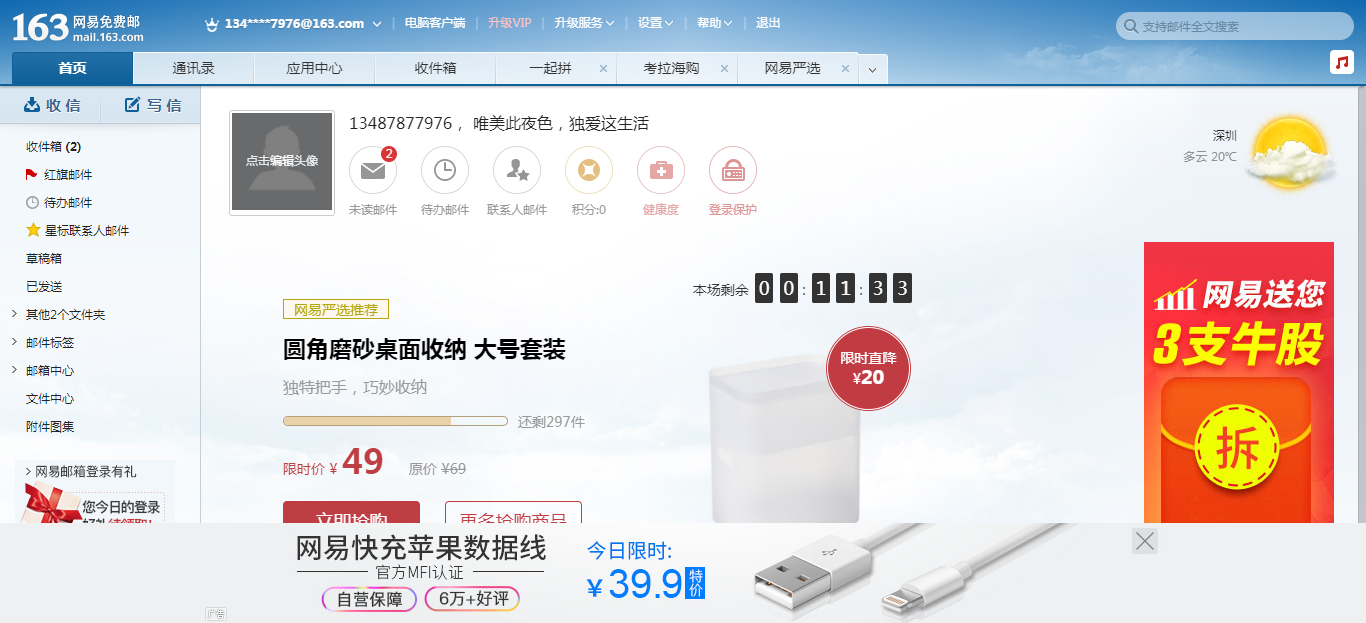 163 网易免费邮
mail.163.com
134****7976@163.com
电脑客户端
升级VIP
升级服务
设置
帮助
退出
支持邮件全文搜索
首页
通讯录
应用中心
收件箱
一起拼
考拉海购
网易严选
收信
写信
收件箱 (2)
红旗邮件
待办邮件
星标联系人邮件
草稿箱
已发送
其他2个文件夹
邮件标签
邮箱中心
文件中心
附件图集
网易邮箱登录有礼
您今日的登录
好礼待领取!
点击编辑头像
13487877976 ，唯美此夜色，独爱这生活
2
未读邮件
待办邮件
联系人邮件
积分:0
健康度
登录保护
深圳
多云 20℃
本场剩余 00:11:33
网易严选推荐
圆角磨砂桌面收纳 大号套装
独特把手，巧妙收纳
还剩297件
限时价 ¥ 49 原价 ¥69
立即抢购
更多抢购商品
限时直降
¥20
网易送您
3支牛股
拆
网易快充苹果数据线
官方MFI认证
自营保障
6万+好评
今日限时:
¥39.9特价
广告